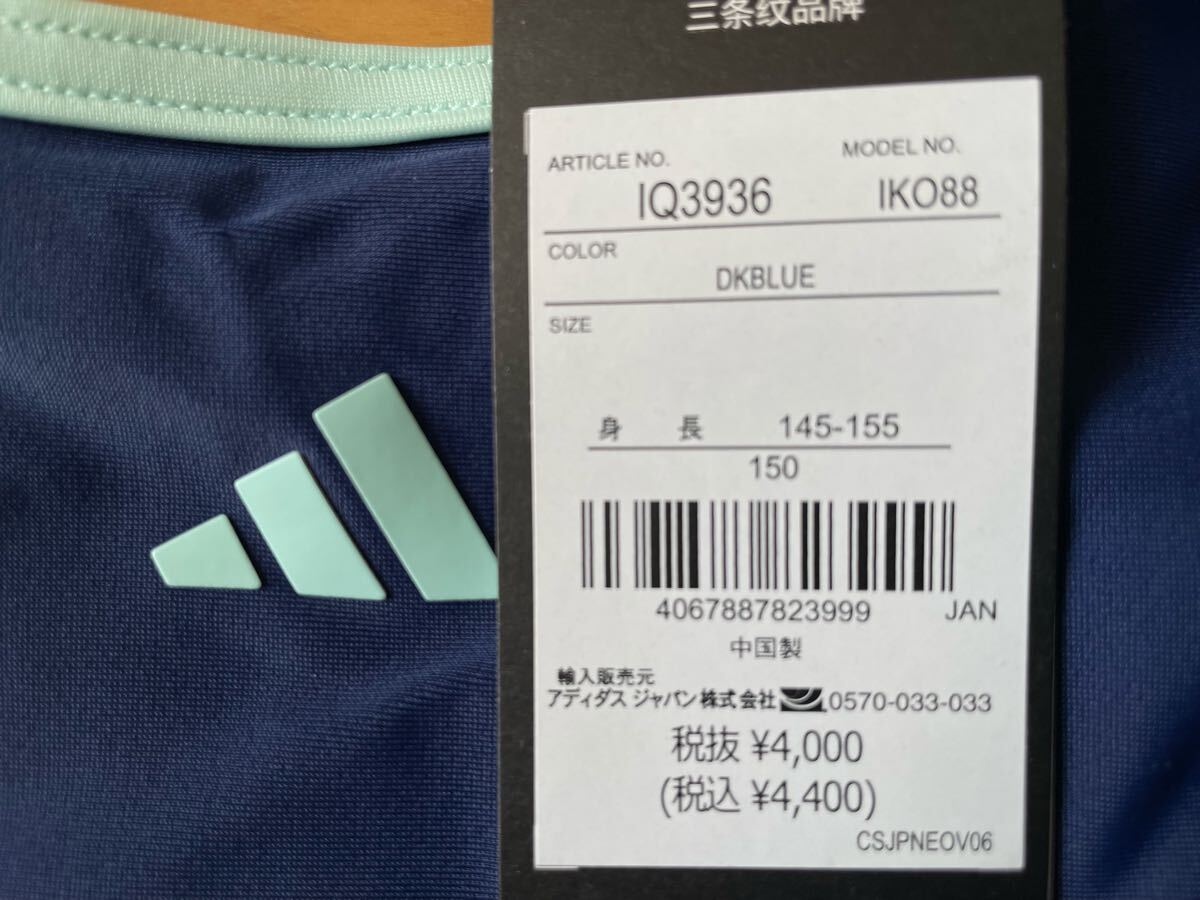 三条纹品牌
ARTICLE NO. MODEL NO.
IQ3936 IKO88
COLOR
DKBLUE
SIZE
身 長 145-155
150
4067887823999 JAN
中国製
輸入販売元
アディダス ジャパン株式会社 0570-033-033
税抜 ¥4,000
(税込 ¥4,400)
CSJPNEOV06